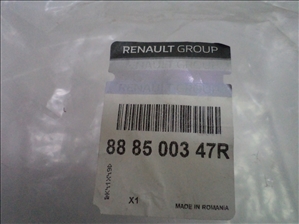 RENAULT GROUP
88 85 003 47R
X1
MADE IN ROMANIA